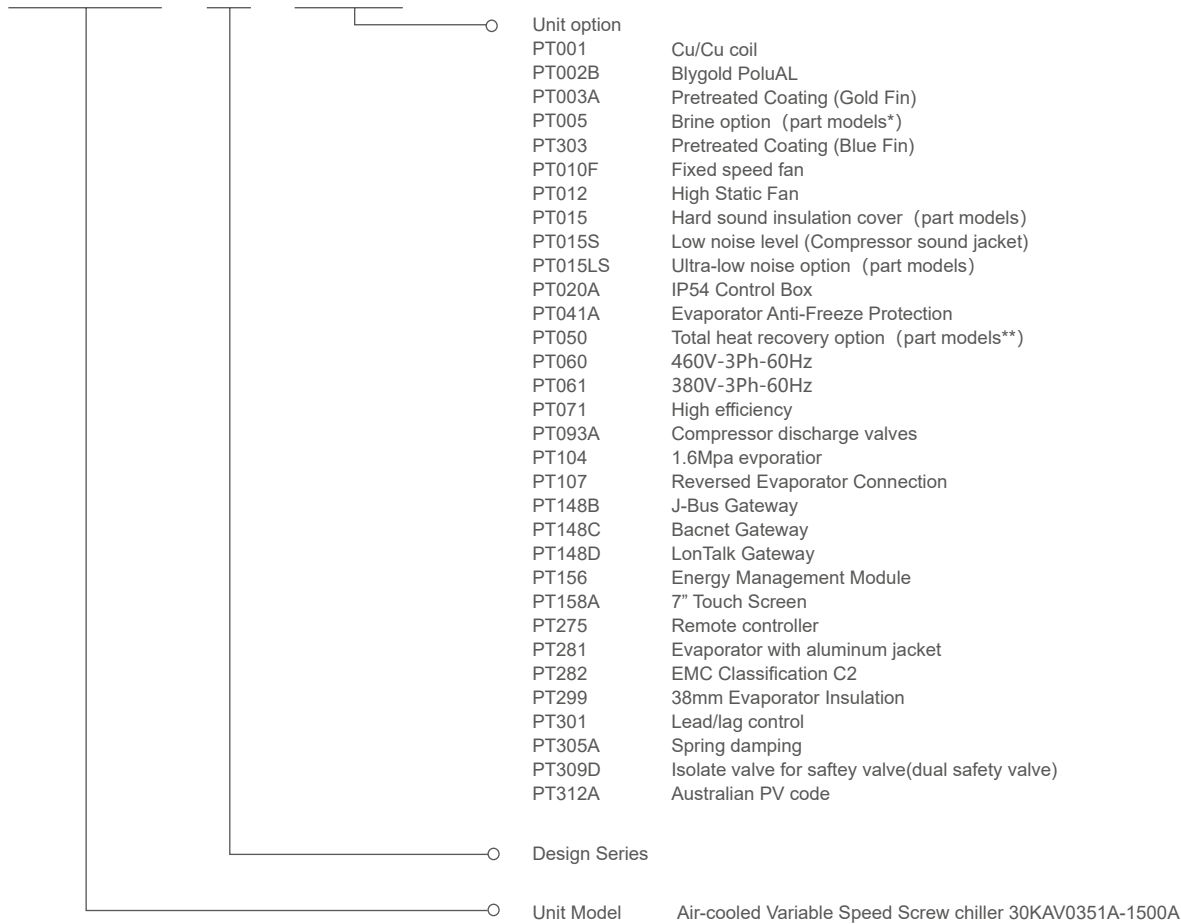 Unit option
PT001 Cu/Cu coil
PT002B Blygold PoluAL
PT003A Pretreated Coating (Gold Fin)
PT005 Brine option (part models*)
PT303 Pretreated Coating (Blue Fin)
PT010F Fixed speed fan
PT012 High Static Fan
PT015 Hard sound insulation cover (part models)
PT015S Low noise level (Compressor sound jacket)
PT015LS Ultra-low noise option (part models)
PT020A IP54 Control Box
PT041A Evaporator Anti-Freeze Protection
PT050 Total heat recovery option (part models**)
PT060 460V-3Ph-60Hz
PT061 380V-3Ph-60Hz
PT071 High efficiency
PT093A Compressor discharge valves
PT104 1.6Mpa evporatior
PT107 Reversed Evaporator Connection
PT148B J-Bus Gateway
PT148C Bacnet Gateway
PT148D LonTalk Gateway
PT156 Energy Management Module
PT158A 7” Touch Screen
PT275 Remote controller
PT281 Evaporator with aluminum jacket
PT282 EMC Classification C2
PT299 38mm Evaporator Insulation
PT301 Lead/lag control
PT305A Spring damping
PT309D Isolate valve for saftey valve(dual safety valve)
PT312A Australian PV code
Design Series
Unit Model Air-cooled Variable Speed Screw chiller 30KAV0351A-1500A